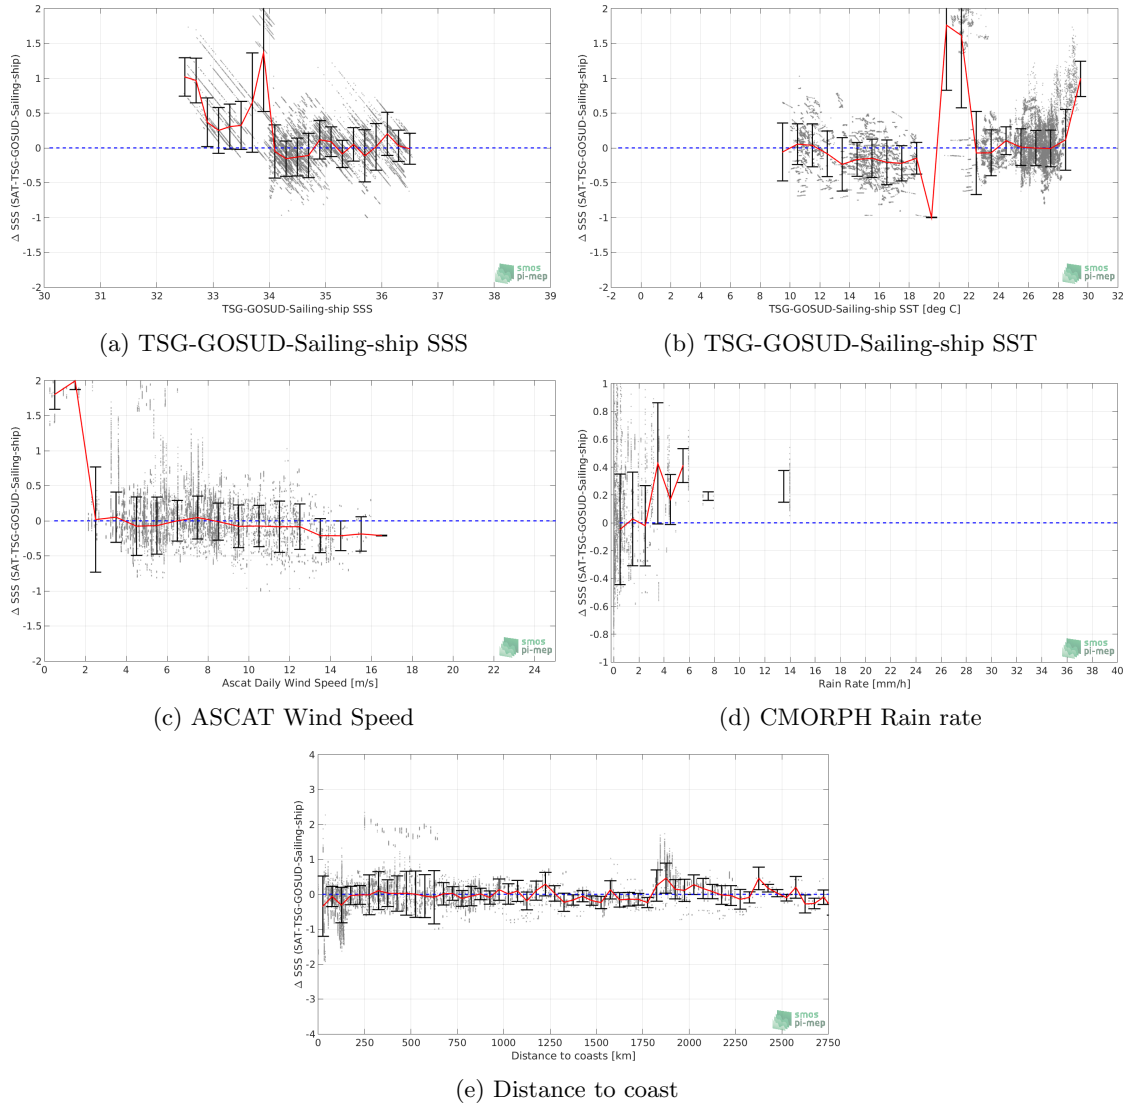 2
1.5
1
0.5
0
-0.5
-1
-1.5
-2
Δ SSS (SAT-TSG-GOSUD-Sailing-ship)
30 31 32 33 34 35 36 37 38 39
TSG-GOSUD-Sailing-ship SSS
smos
pi-mep
(a) TSG-GOSUD-Sailing-ship SSS
2
1.5
1
0.5
0
-0.5
-1
-1.5
-2
Δ SSS (SAT-TSG-GOSUD-Sailing-ship)
-2 0 2 4 6 8 10 12 14 16 18 20 22 24 26 28 30 32
TSG-GOSUD-Sailing-ship SST [deg C]
smos
pi-mep
(b) TSG-GOSUD-Sailing-ship SST
2
1.5
1
0.5
0
-0.5
-1
-1.5
-2
Δ SSS (SAT-TSG-GOSUD-Sailing-ship)
0 2 4 6 8 10 12 14 16 18 20 22 24
Ascat Daily Wind Speed [m/s]
smos
pi-mep
(c) ASCAT Wind Speed
1
0.8
0.6
0.4
0.2
0
-0.2
-0.4
-0.6
-0.8
-1
Δ SSS (SAT-TSG-GOSUD-Sailing-ship)
0 2 4 6 8 10 12 14 16 18 20 22 24 26 28 30 32 34 36 38 40
Rain Rate [mm/h]
smos
pi-mep
(d) CMORPH Rain rate
4
3
2
1
0
-1
-2
-3
-4
Δ SSS (SAT-TSG-GOSUD-Sailing-ship)
0 250 500 750 1000 1250 1500 1750 2000 2250 2500 2750
Distance to coasts [km]
smos
pi-mep
(e) Distance to coast